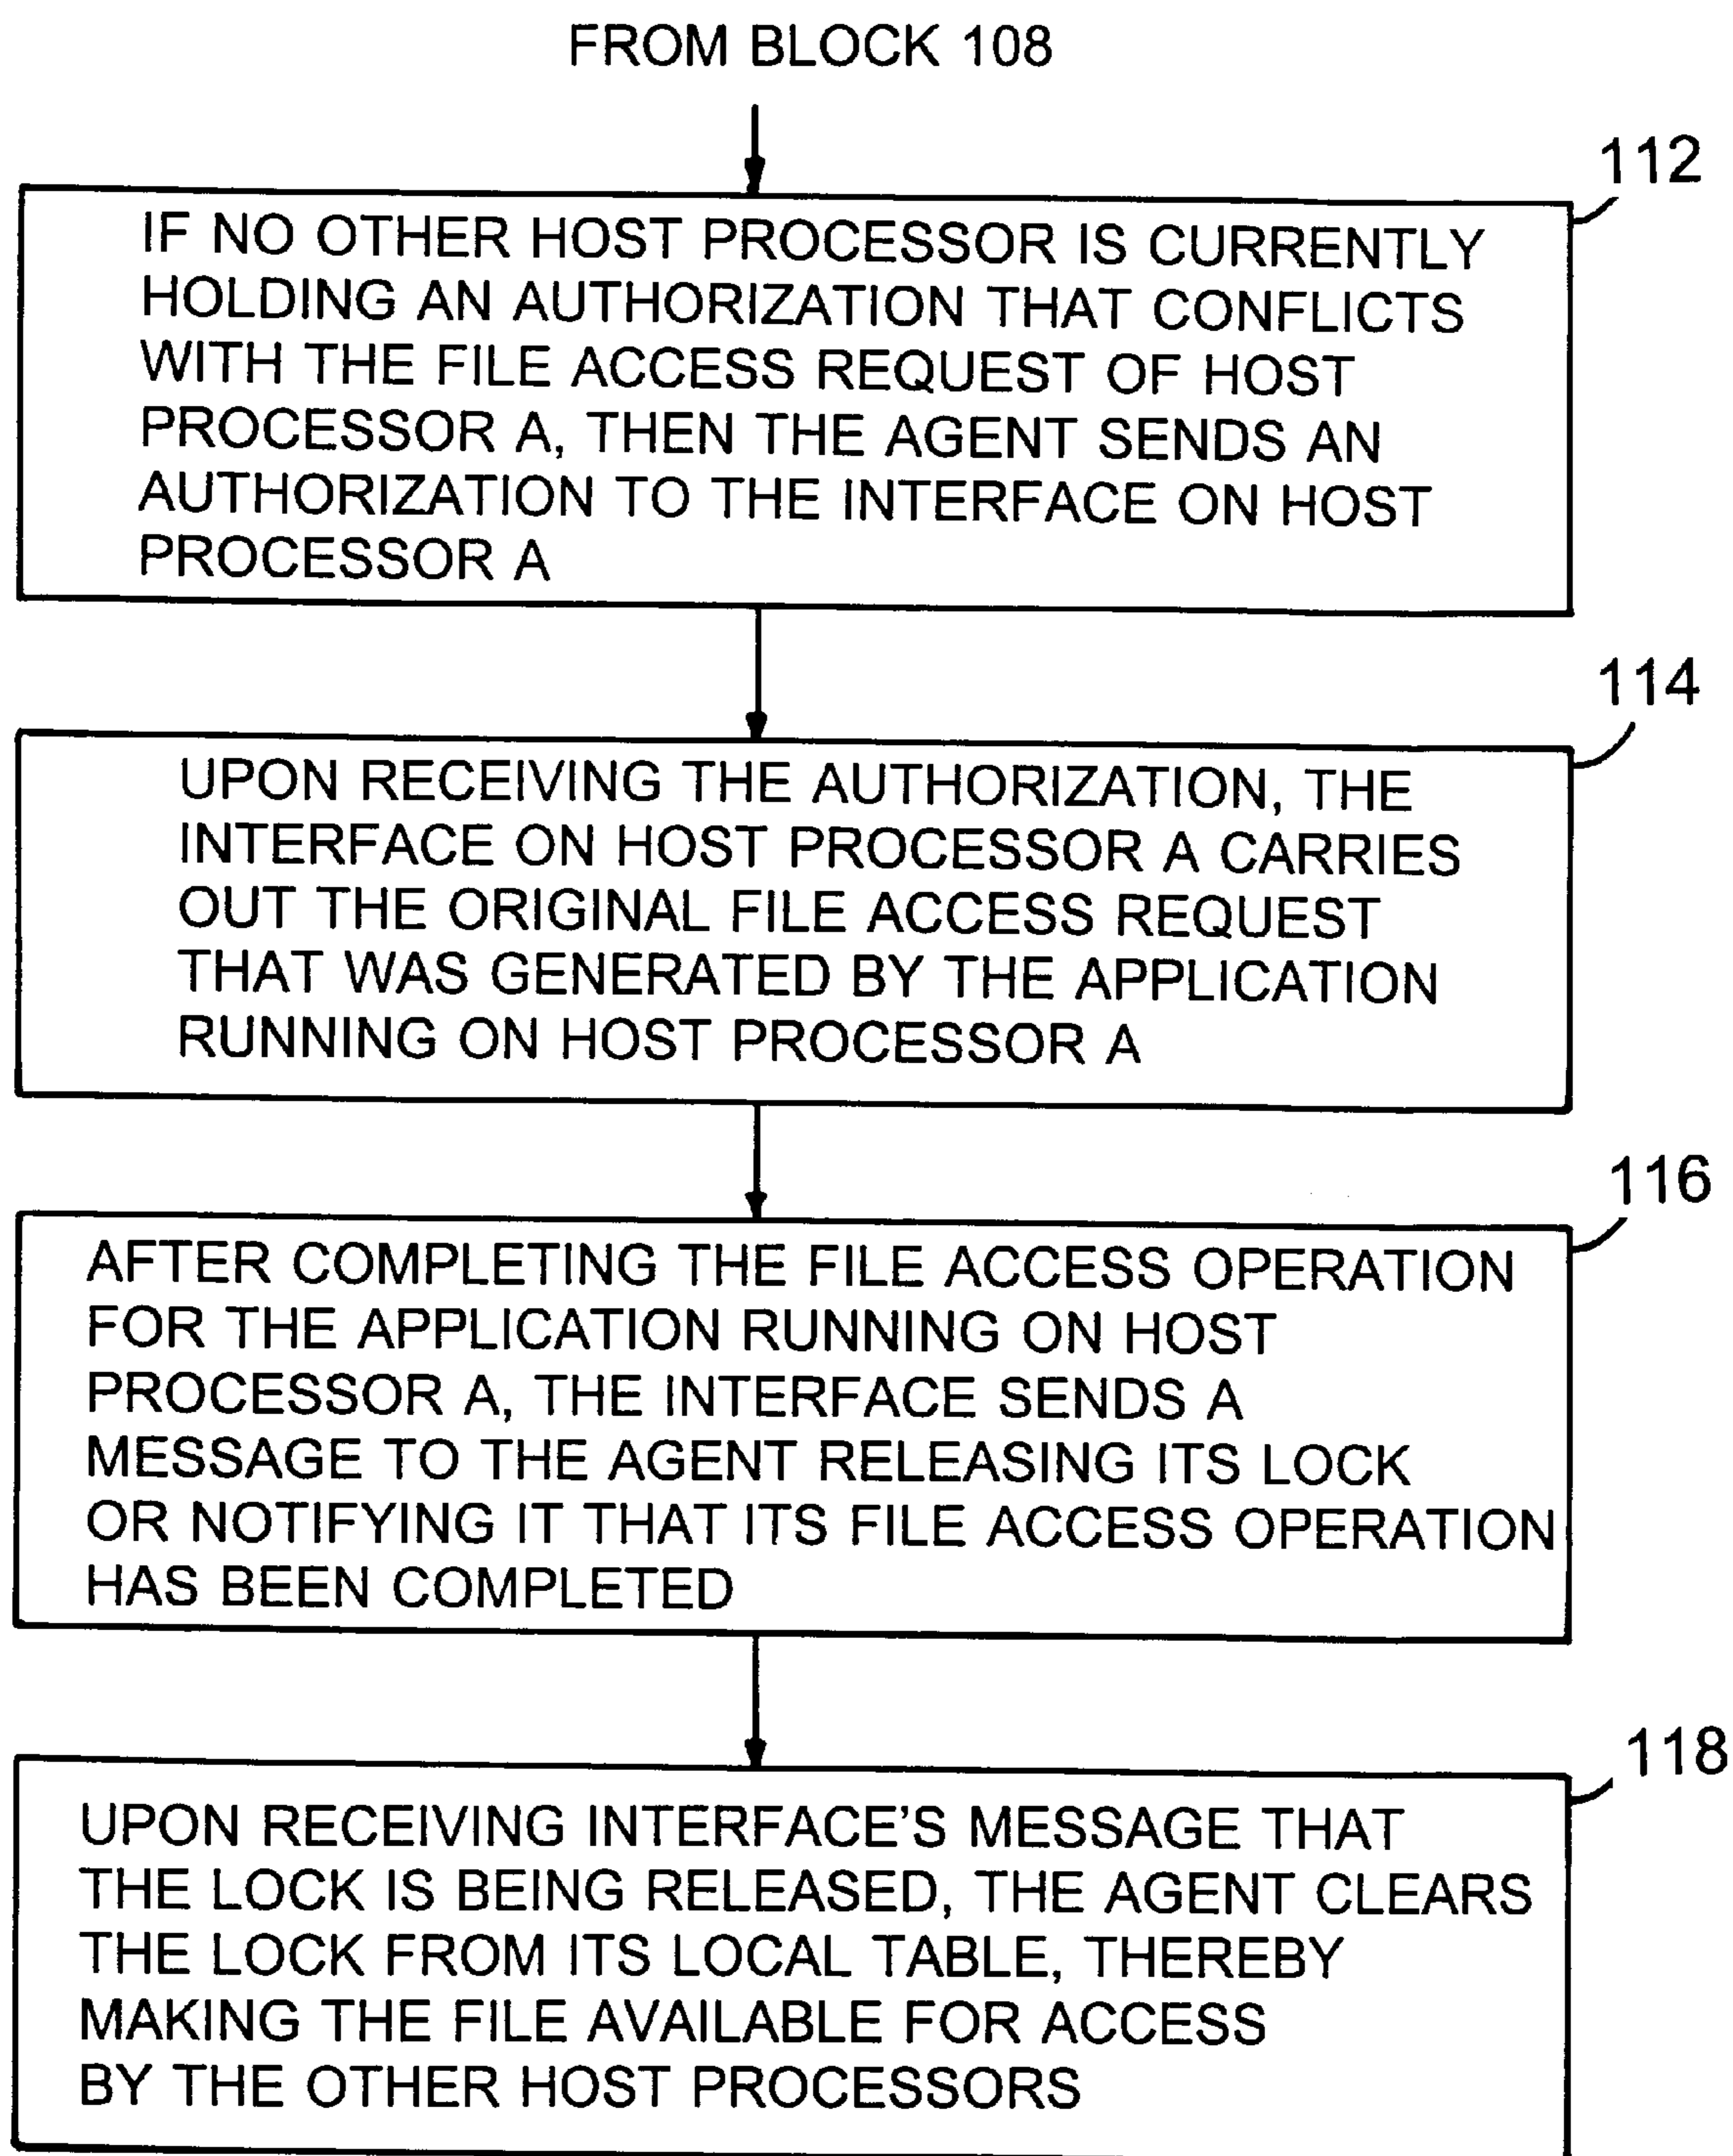 FROM BLOCK 108
112
IF NO OTHER HOST PROCESSOR IS CURRENTLY
HOLDING AN AUTHORIZATION THAT CONFLICTS
WITH THE FILE ACCESS REQUEST OF HOST
PROCESSOR A, THEN THE AGENT SENDS AN
AUTHORIZATION TO THE INTERFACE ON HOST
PROCESSOR A
114
UPON RECEIVING THE AUTHORIZATION, THE
INTERFACE ON HOST PROCESSOR A CARRIES
OUT THE ORIGINAL FILE ACCESS REQUEST
THAT WAS GENERATED BY THE APPLICATION
RUNNING ON HOST PROCESSOR A
116
AFTER COMPLETING THE FILE ACCESS OPERATION
FOR THE APPLICATION RUNNING ON HOST
PROCESSOR A, THE INTERFACE SENDS A
MESSAGE TO THE AGENT RELEASING ITS LOCK
OR NOTIFYING IT THAT ITS FILE ACCESS OPERATION
HAS BEEN COMPLETED
118
UPON RECEIVING INTERFACE'S MESSAGE THAT
THE LOCK IS BEING RELEASED, THE AGENT CLEARS
THE LOCK FROM ITS LOCAL TABLE, THEREBY
MAKING THE FILE AVAILABLE FOR ACCESS
BY THE OTHER HOST PROCESSORS